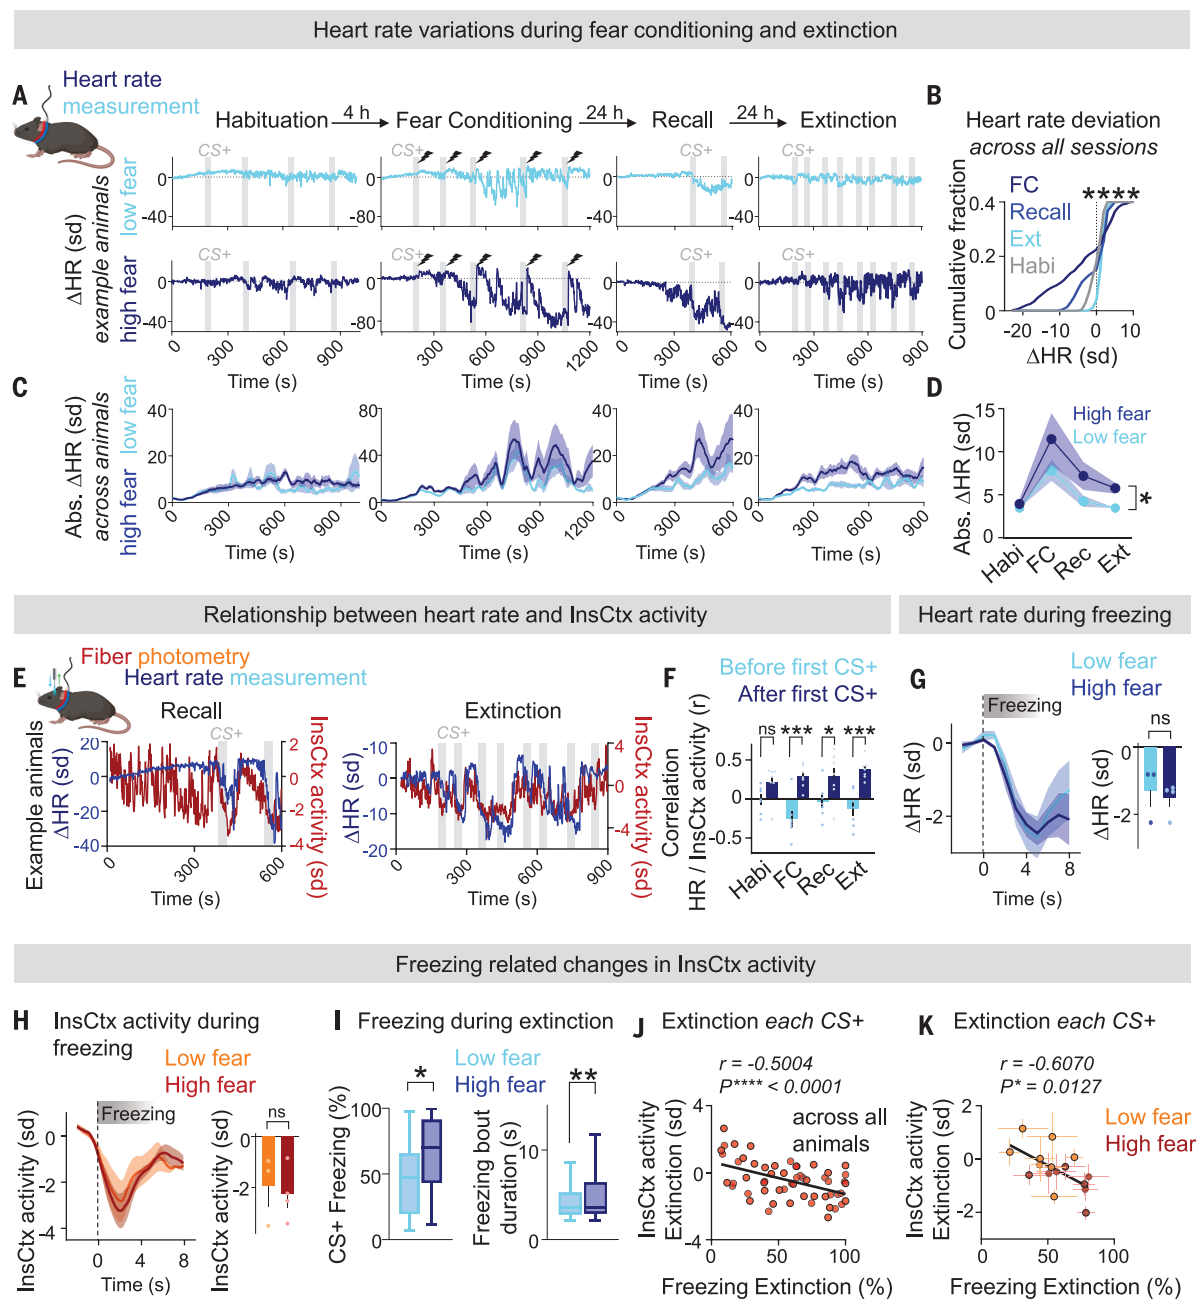 Heart rate variations during fear conditioning and extinction
A
Heart rate
measurement
Habituation
4 h
Fear Conditioning
24 h
Recall
24 h
Extinction
ΔHR (sd)
example animals
low fear
high fear
CS+
CS+
CS+
CS+
0
-40
0
-80
0
-40
0
-40
CS+
CS+
CS+
CS+
0
-40
0
-80
0
-40
0
-40
0
300
600
900
0
300
600
900
1200
0
300
600
0
300
600
900
Time (s)
Time (s)
Time (s)
Time (s)
B
Heart rate deviation
across all sessions
FC
Recall
Ext
Habi
****
Cumulative fraction
0.4
0.2
0
-20
0
10
ΔHR (sd)
C
Abs. ΔHR (sd)
across animals
low fear
high fear
40
20
0
80
40
0
40
20
0
40
20
0
0
300
600
900
0
300
600
900
1200
0
300
600
0
300
600
900
Time (s)
Time (s)
Time (s)
Time (s)
D
Abs. ΔHR (sd)
15
10
5
0
High fear
Low fear
*
Habi
FC
Rec
Ext
Relationship between heart rate and InsCtx activity
Heart rate during freezing
E
Fiber photometry
Heart rate measurement
Example animals
Recall
CS+
ΔHR (sd)
20
0
-20
-40
InsCtx activity (sd)
2
0
-2
-4
0
300
600
Time (s)
Extinction
CS+
ΔHR (sd)
-10
0
-10
-20
InsCtx activity (sd)
4
0
-4
0
300
600
900
Time (s)
F
Before first CS+
After first CS+
Correlation
HR / InsCtx activity (r)
ns
***
*
***
0.5
0
-0.5
Habi
FC
Rec
Ext
G
Low fear
High fear
Freezing
ΔHR (sd)
0
-2
0
4
8
Time (s)
ns
ΔHR (sd)
0
-2
Freezing related changes in InsCtx activity
H
InsCtx activity during
freezing
Low fear
High fear
Freezing
InsCtx activity (sd)
0
-2
-4
0
4
8
Time (s)
ns
InsCtx activity (sd)
0
-2
I
Freezing during extinction
Low fear
High fear
*
CS+ Freezing (%)
100
50
0
**
Freezing bout
duration (s)
10
0
J
Extinction each CS+
r = -0.5004
P**** < 0.0001
across all
animals
InsCtx activity
Extinction (sd)
4
0
-4
0
50
100
Freezing Extinction (%)
K
Extinction each CS+
r = -0.6070
P* = 0.0127
Low fear
High fear
InsCtx activity
Extinction (sd)
2
0
-2
0
50
100
Freezing Extinction (%)